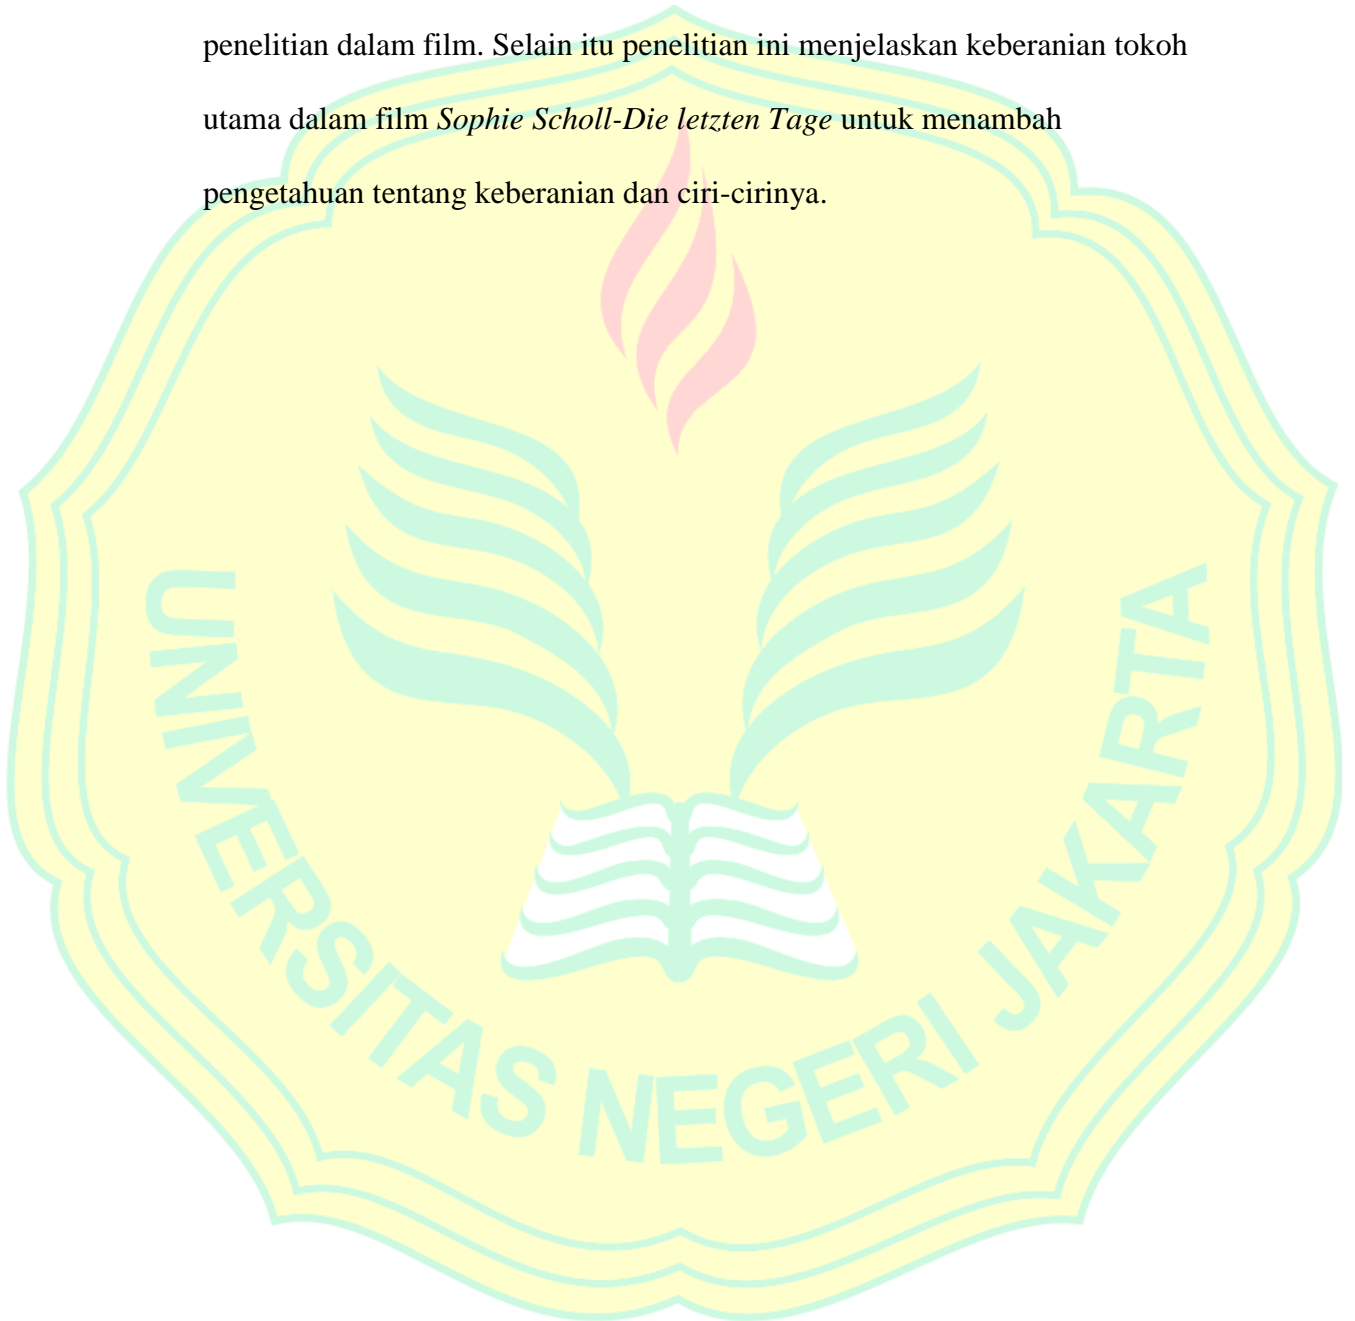 penelitian dalam film. Selain itu penelitian ini menjelaskan keberanian tokoh
utama dalam film Sophie Scholl-Die letzten Tage untuk menambah
pengetahuan tentang keberanian dan ciri-cirinya.
UNIVERSITAS NEGERI JAKARTA